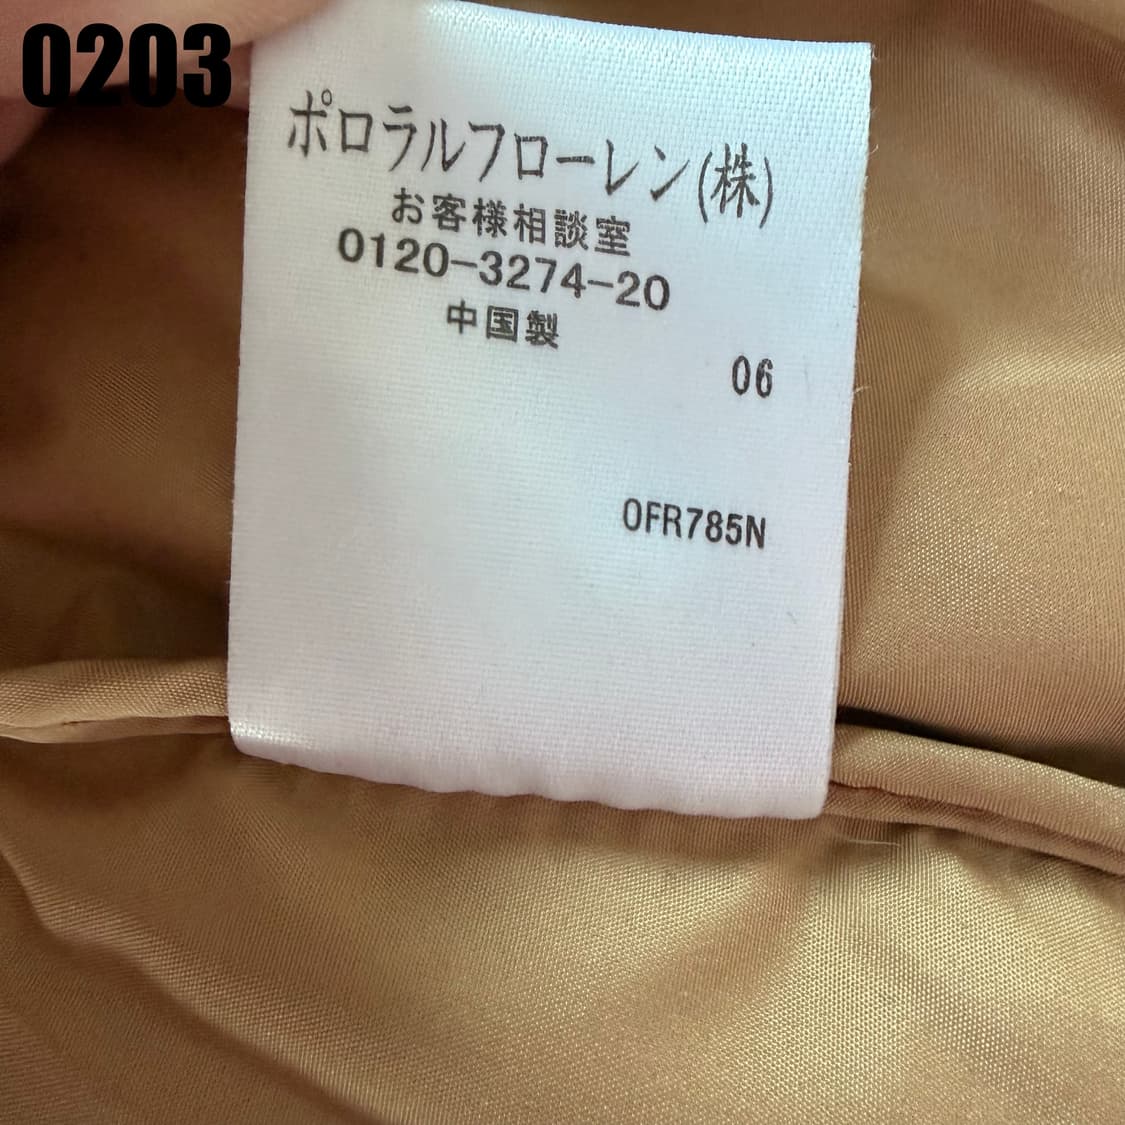 0203
ポロラルフローレン(株)
お客様相談室
0120-3274-20
中国製
06
0FR785N